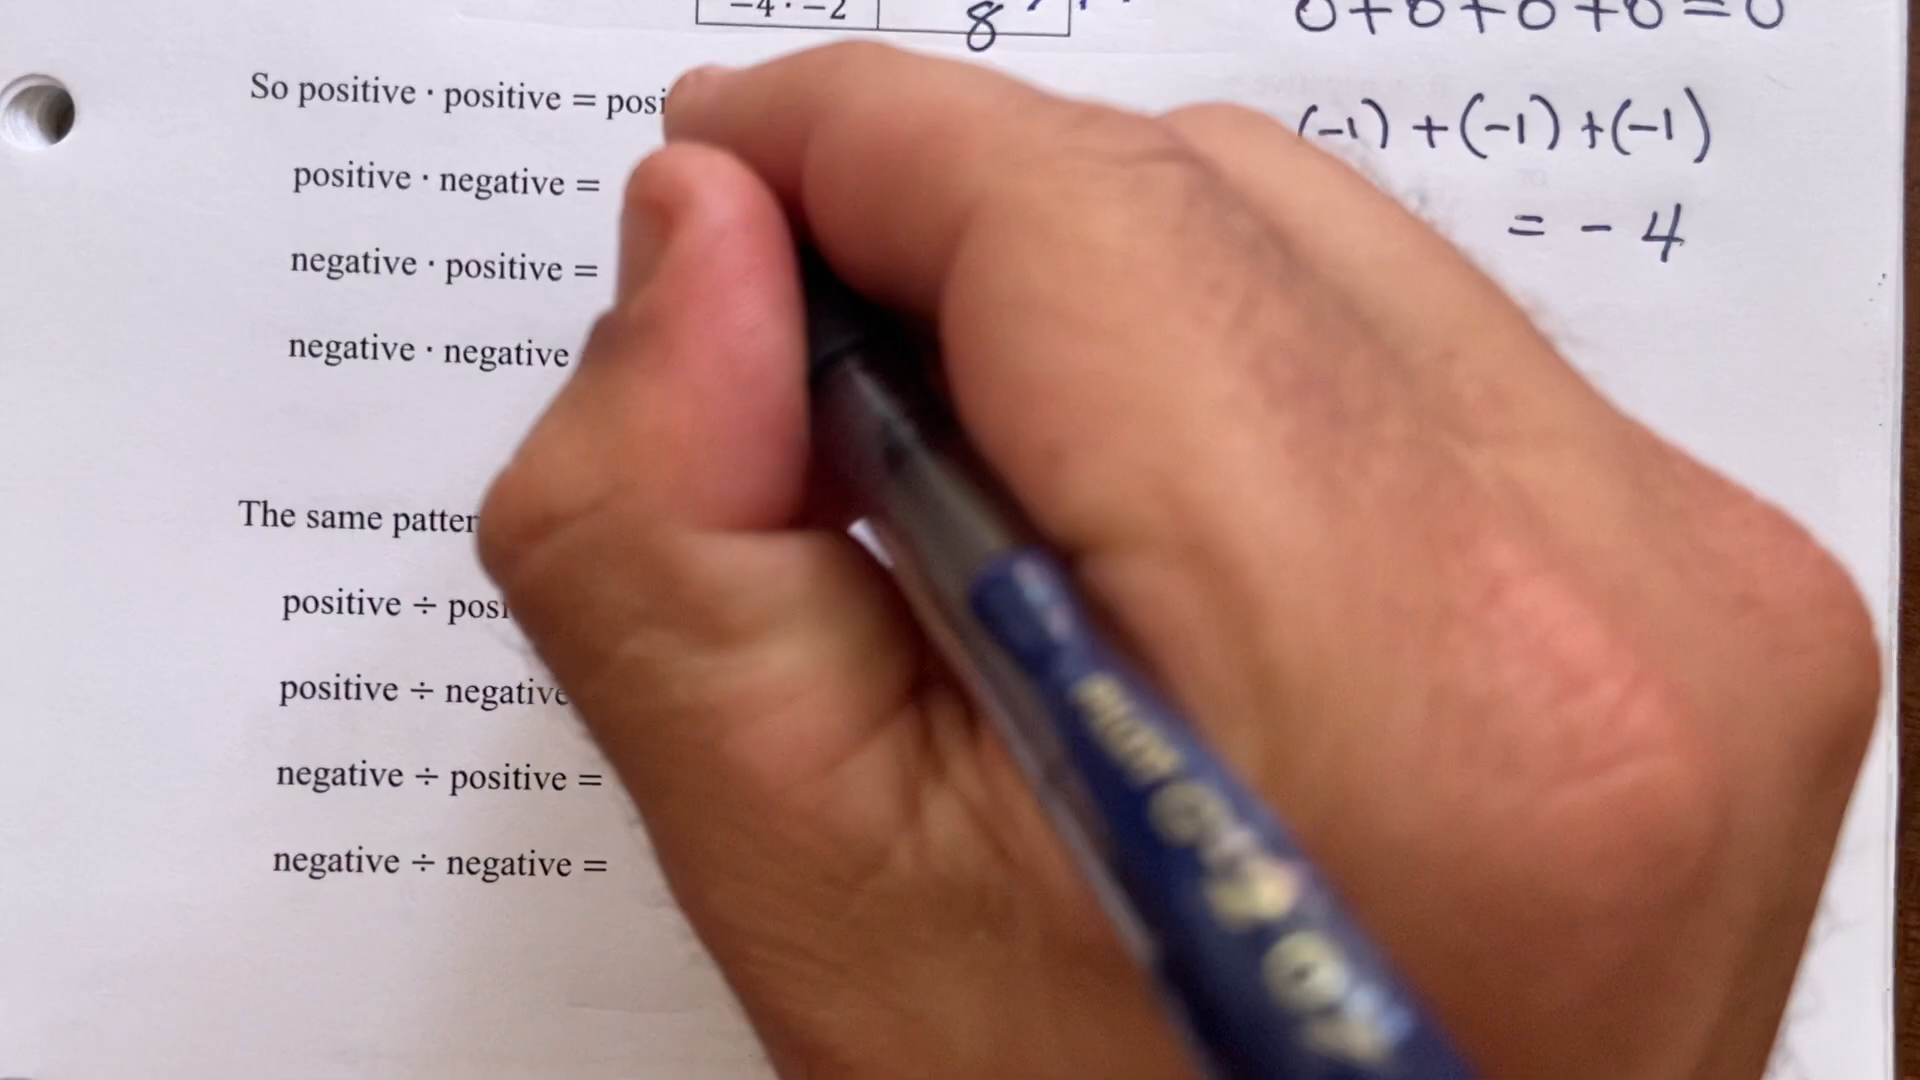 −4 · −2
8
0+0+0+0=0
So positive · positive = posi
(-1) +(-1) +(-1)
positive · negative =
= - 4
negative · positive =
negative · negative
The same patter
positive ÷ posi
positive ÷ negative
negative ÷ positive =
negative ÷ negative =